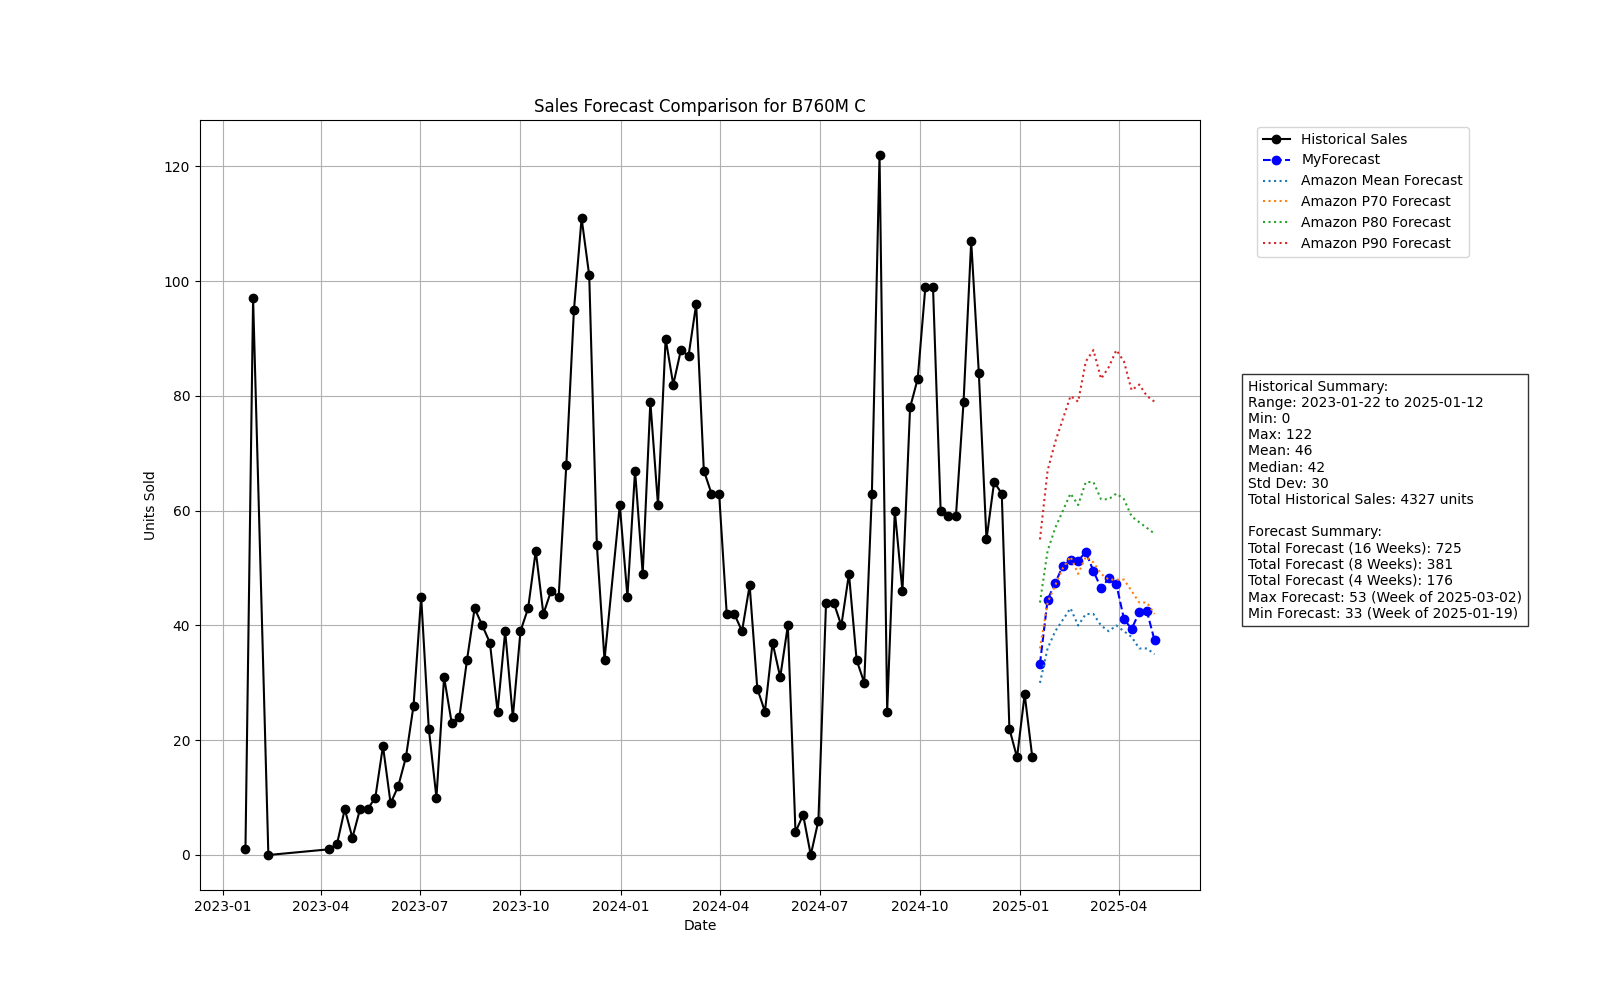 Sales Forecast Comparison for B760M C
Historical Sales
MyForecast
Amazon Mean Forecast
Amazon P70 Forecast
Amazon P80 Forecast
Amazon P90 Forecast
120
100
80
60
40
20
0
Units Sold
2023-01 2023-04 2023-07 2023-10 2024-01 2024-04 2024-07 2024-10 2025-01 2025-04
Date
Historical Summary:
Range: 2023-01-22 to 2025-01-12
Min: 0
Max: 122
Mean: 46
Median: 42
Std Dev: 30
Total Historical Sales: 4327 units
Forecast Summary:
Total Forecast (16 Weeks): 725
Total Forecast (8 Weeks): 381
Total Forecast (4 Weeks): 176
Max Forecast: 53 (Week of 2025-03-02)
Min Forecast: 33 (Week of 2025-01-19)